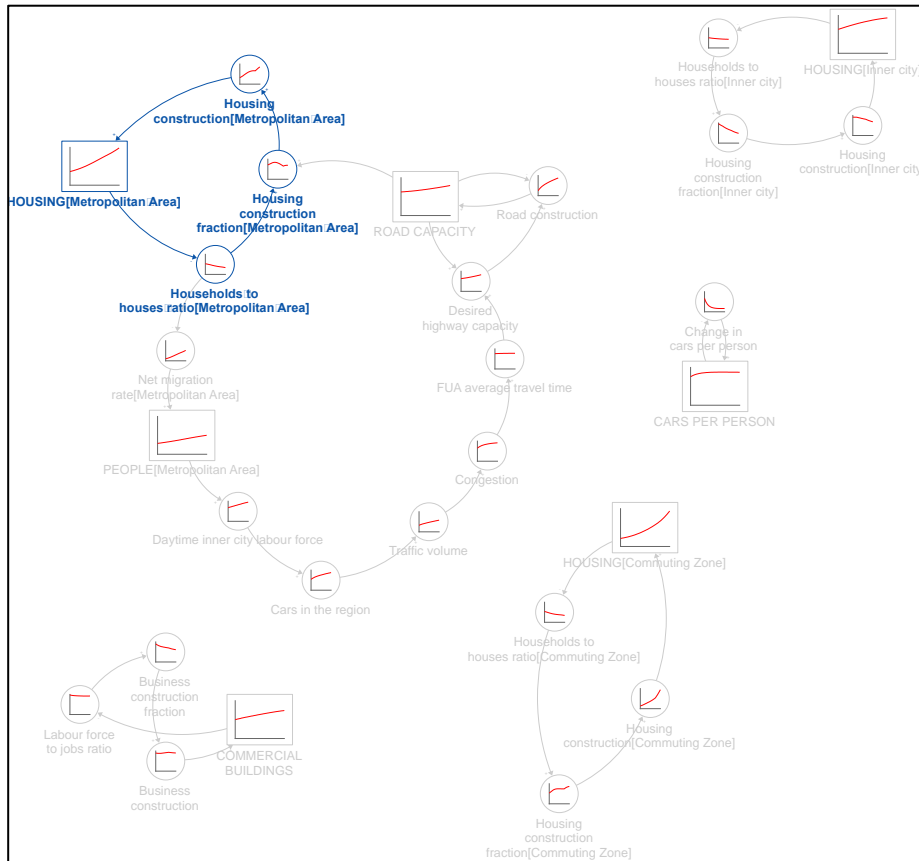 Housing
construction[Metropolitan Area]
HOUSING[Metropolitan Area]
Housing
construction
fraction[Metropolitan Area]
Households to
houses ratio[Metropolitan Area]
Net migration
rate[Metropolitan Area]
PEOPLE[Metropolitan Area]
Daytime inner city labour force
Cars in the region
Traffic volume
Congestion
FUA average travel time
Desired
highway capacity
ROAD CAPACITY
Road construction
Households to
houses ratio[Inner city]
HOUSING[Inner city]
Housing
construction
fraction[Inner city]
Housing
construction[Inner city]
Change in
cars per person
CARS PER PERSON
HOUSING[Commuting Zone]
Households to
houses ratio[Commuting Zone]
Housing
construction[Commuting Zone]
Housing
construction
fraction[Commuting Zone]
Business
construction
fraction
Labour force
to jobs ratio
COMMERCIAL
BUILDINGS
Business
construction